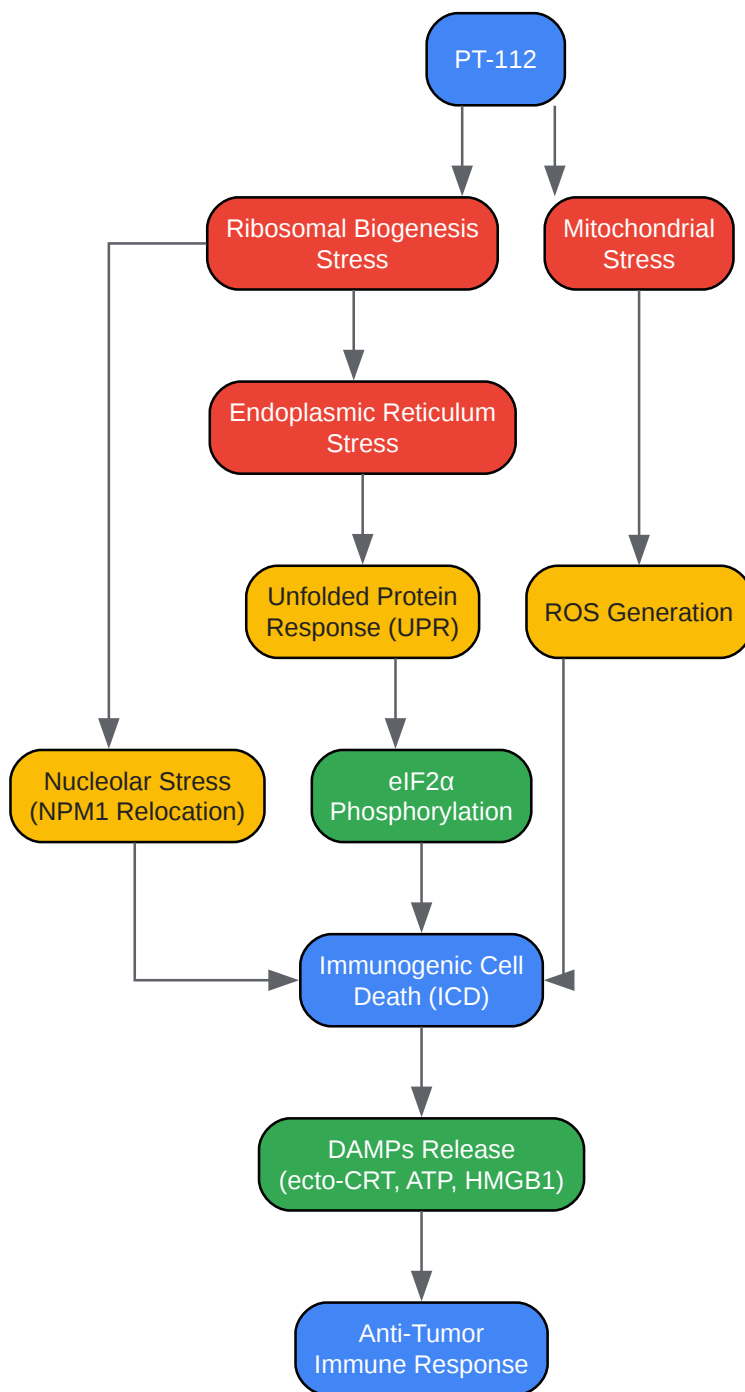 PT-112
Ribosomal Biogenesis
Stress
Mitochondrial
Stress
Endoplasmic Reticulum
Stress
Unfolded Protein
Response (UPR)
ROS Generation
Nucleolar Stress
(NPM1 Relocation)
eIF2α
Phosphorylation
Immunogenic Cell
Death (ICD)
DAMPs Release
(ecto-CRT, ATP, HMGB1)
Anti-Tumor
Immune Response